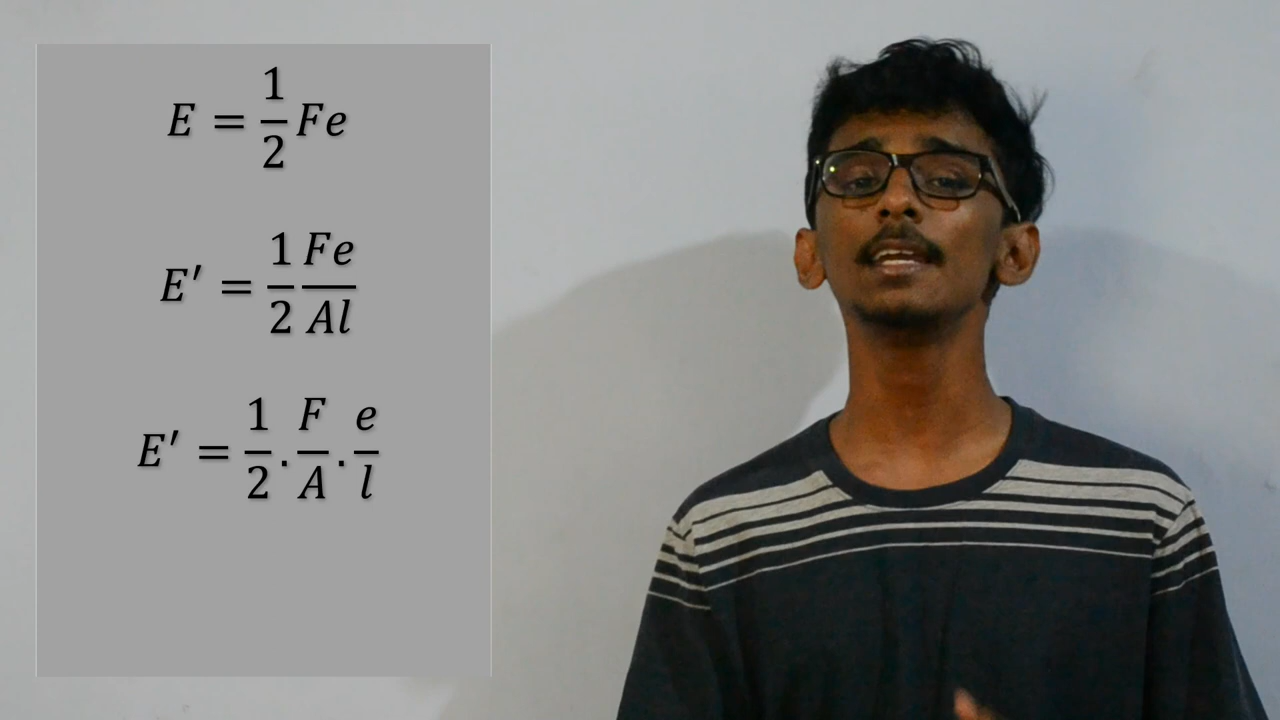 E = 1/2 Fe
E′ = 1/2 Fe/Al
E′ = 1/2 . F/A . e/l